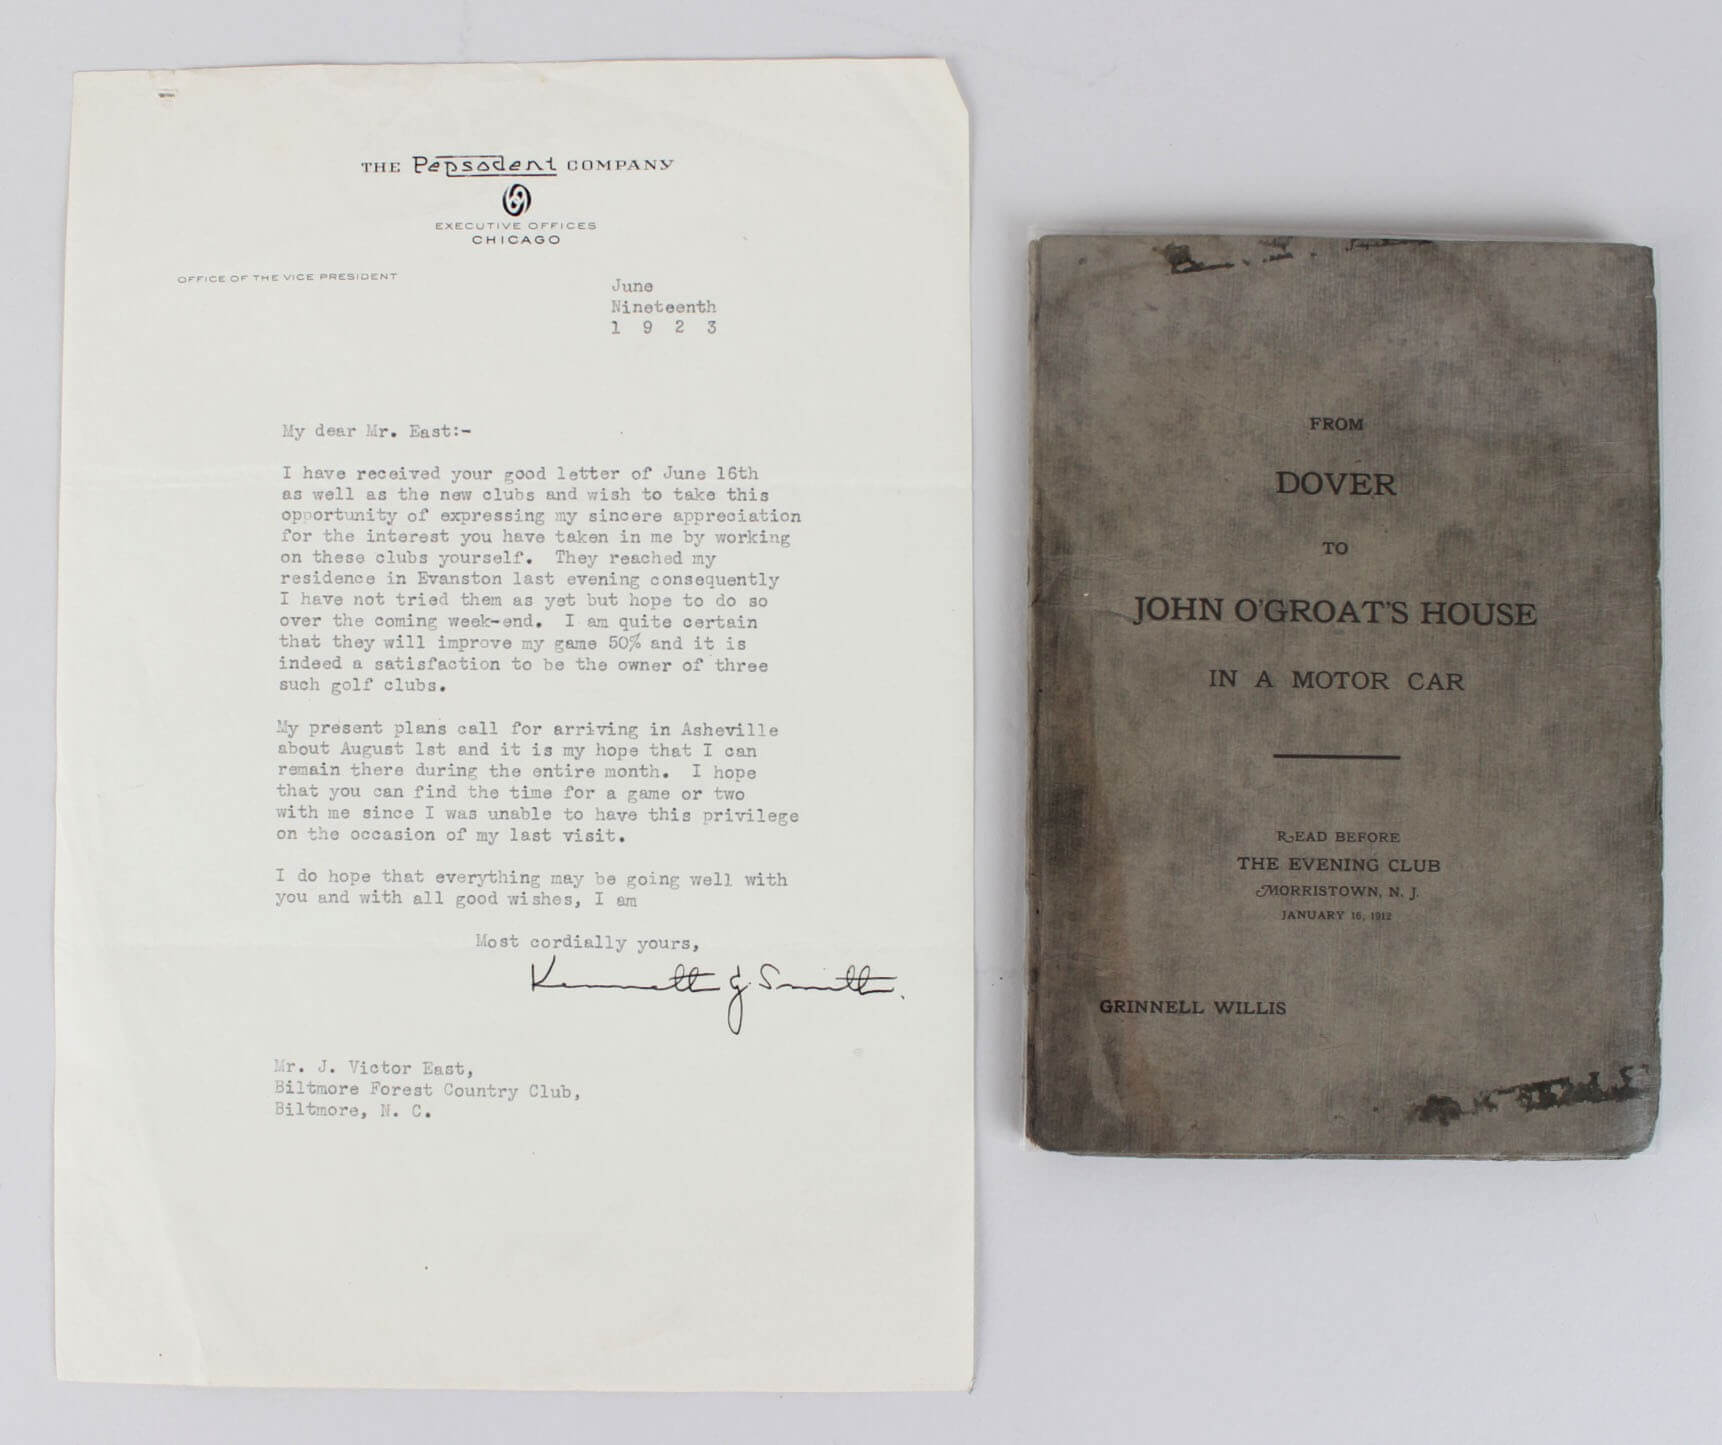 THE Pepsodent COMPANY
EXECUTIVE OFFICES
CHICAGO
OFFICE OF THE VICE PRESIDENT
June
Nineteenth
1 9 2 3
My dear Mr. East:-
I have received your good letter of June 16th
as well as the new clubs and wish to take this
opportunity of expressing my sincere appreciation
for the interest you have taken in me by working
on these clubs yourself. They reached my
residence in Evanston last evening consequently
I have not tried them as yet but hope to do so
over the coming week-end. I am quite certain
that they will improve my game 50% and it is
indeed a satisfaction to be the owner of three
such golf clubs.
My present plans call for arriving in Asheville
about August 1st and it is my hope that I can
remain there during the entire month. I hope
that you can find the time for a game or two
with me since I was unable to have this privilege
on the occasion of my last visit.
I do hope that everything may be going well with
you and with all good wishes, I am
Most cordially yours,
Kenneth G. Smith.
Mr. J. Victor East,
Biltmore Forest Country Club,
Biltmore, N. C.
FROM
DOVER
TO
JOHN O'GROAT'S HOUSE
IN A MOTOR CAR
READ BEFORE
THE EVENING CLUB
MORRISTOWN, N. J.
JANUARY 16, 1912
GRINNELL WILLIS